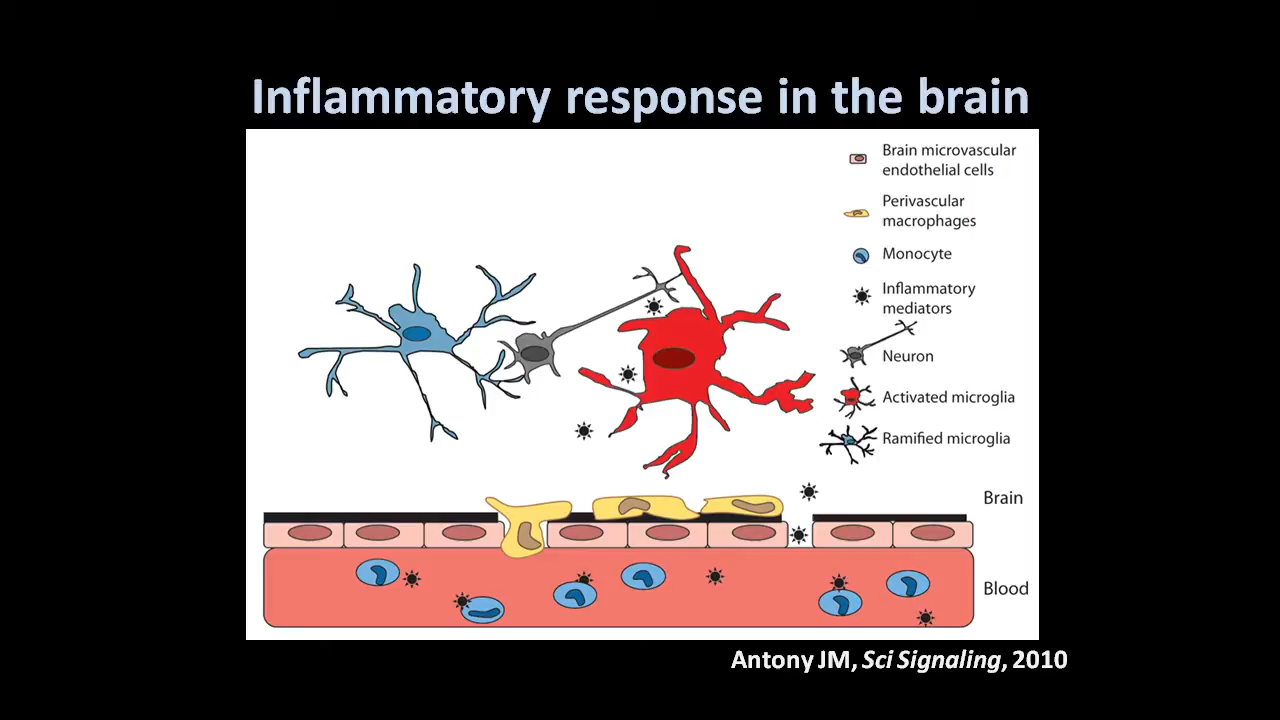 Inflammatory response in the brain
Brain microvascular
endothelial cells
Perivascular
macrophages
Monocyte
Inflammatory
mediators
Neuron
Activated microglia
Ramified microglia
Brain
Blood
Antony JM, Sci Signaling, 2010